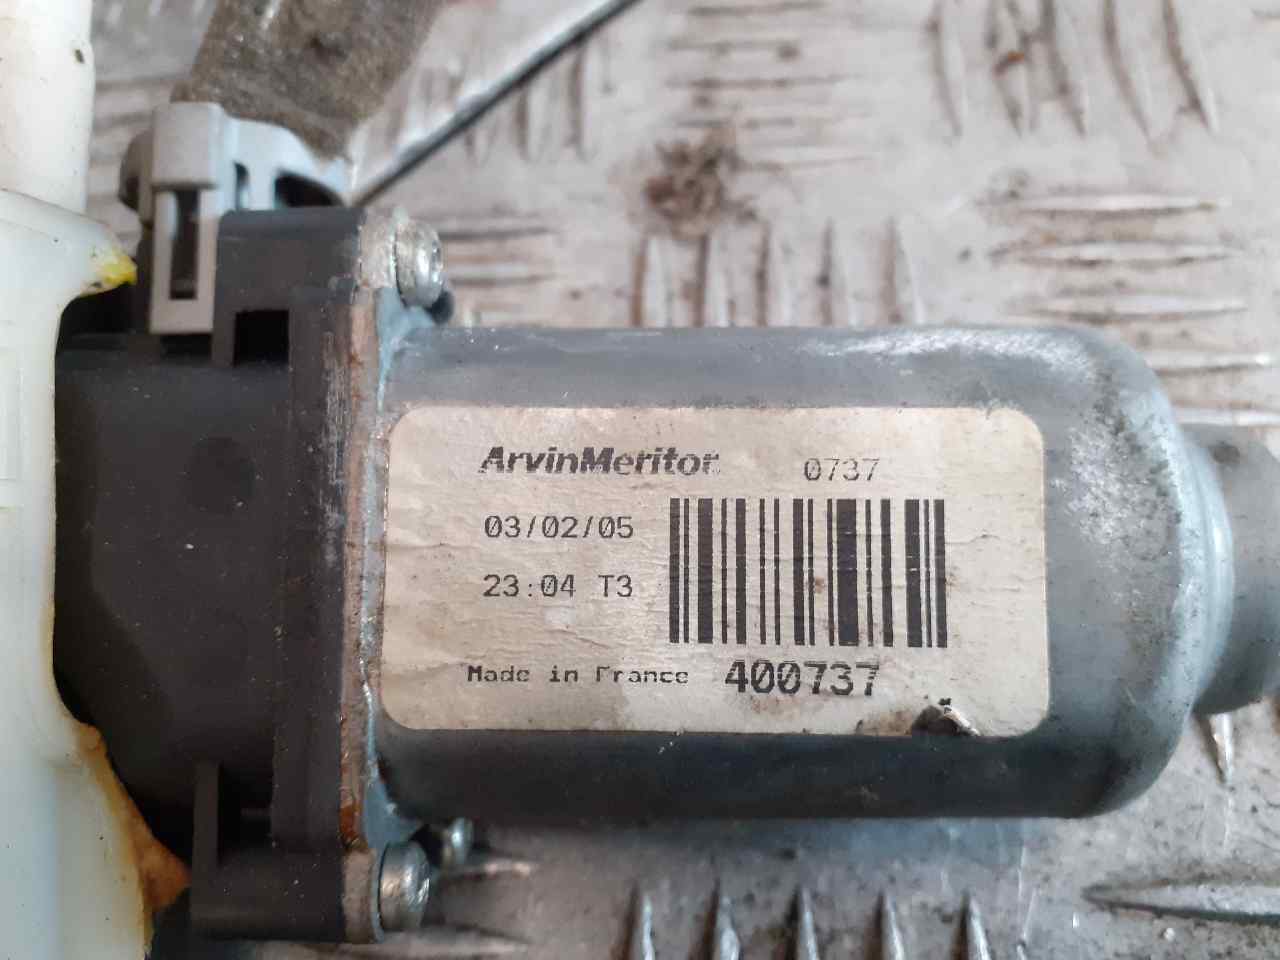 ArvinMeritor 0737
03/02/05
23:04 T3
Made in France 400737